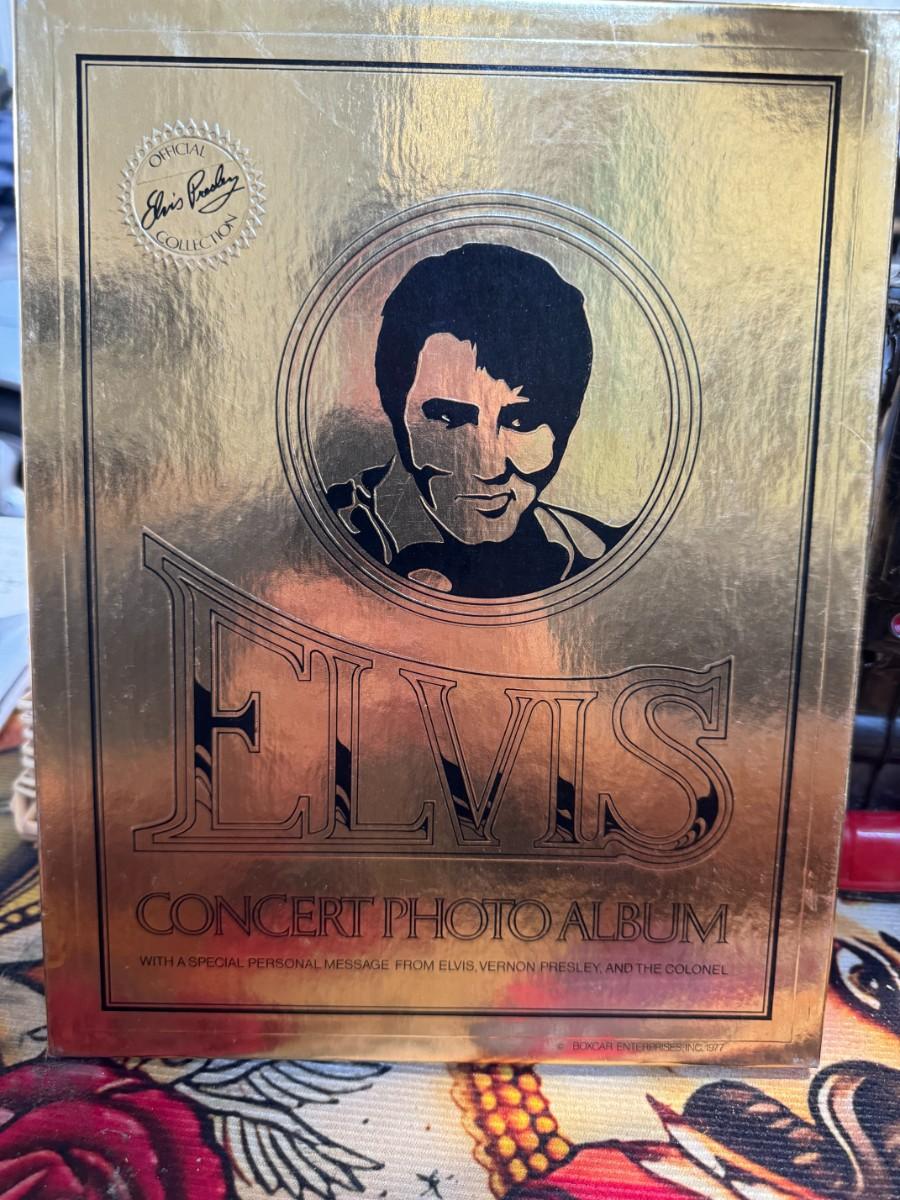 OFFICIAL
Elvis Presley
COLLECTION
ELVIS
CONCERT PHOTO ALBUM
WITH A SPECIAL PERSONAL MESSAGE FROM ELVIS, VERNON PRESLEY, AND THE COLONEL
© BOXCAR ENTERPRISES, INC. 1977